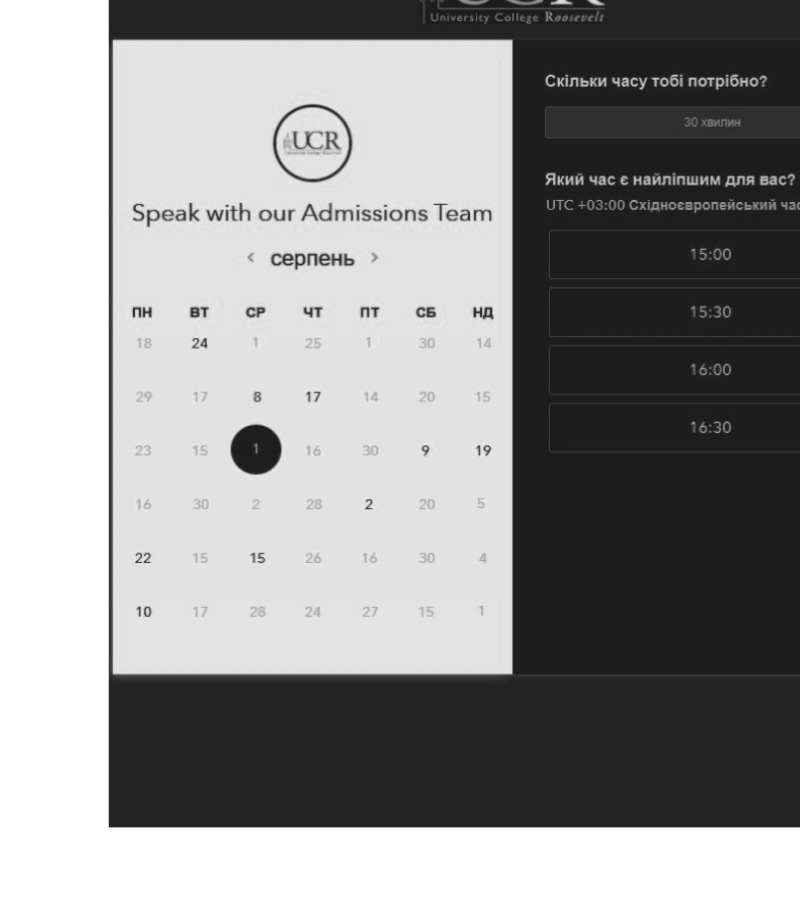 UCR
University College Roosevelt
UCR
Speak with our Admissions Team
< серпень >
ПН ВТ СР ЧТ ПТ СБ НД
18 24 1 25 1 30 14
29 17 8 17 14 20 15
23 15 1 16 30 9 19
16 30 2 28 2 20 5
22 15 15 26 16 30 4
10 17 28 24 27 15 1
Скільки часу тобі потрібно?
30 хвилин
Який час є найліпшим для вас?
UTC +03:00 Східноєвропейський час
15:00
15:30
16:00
16:30